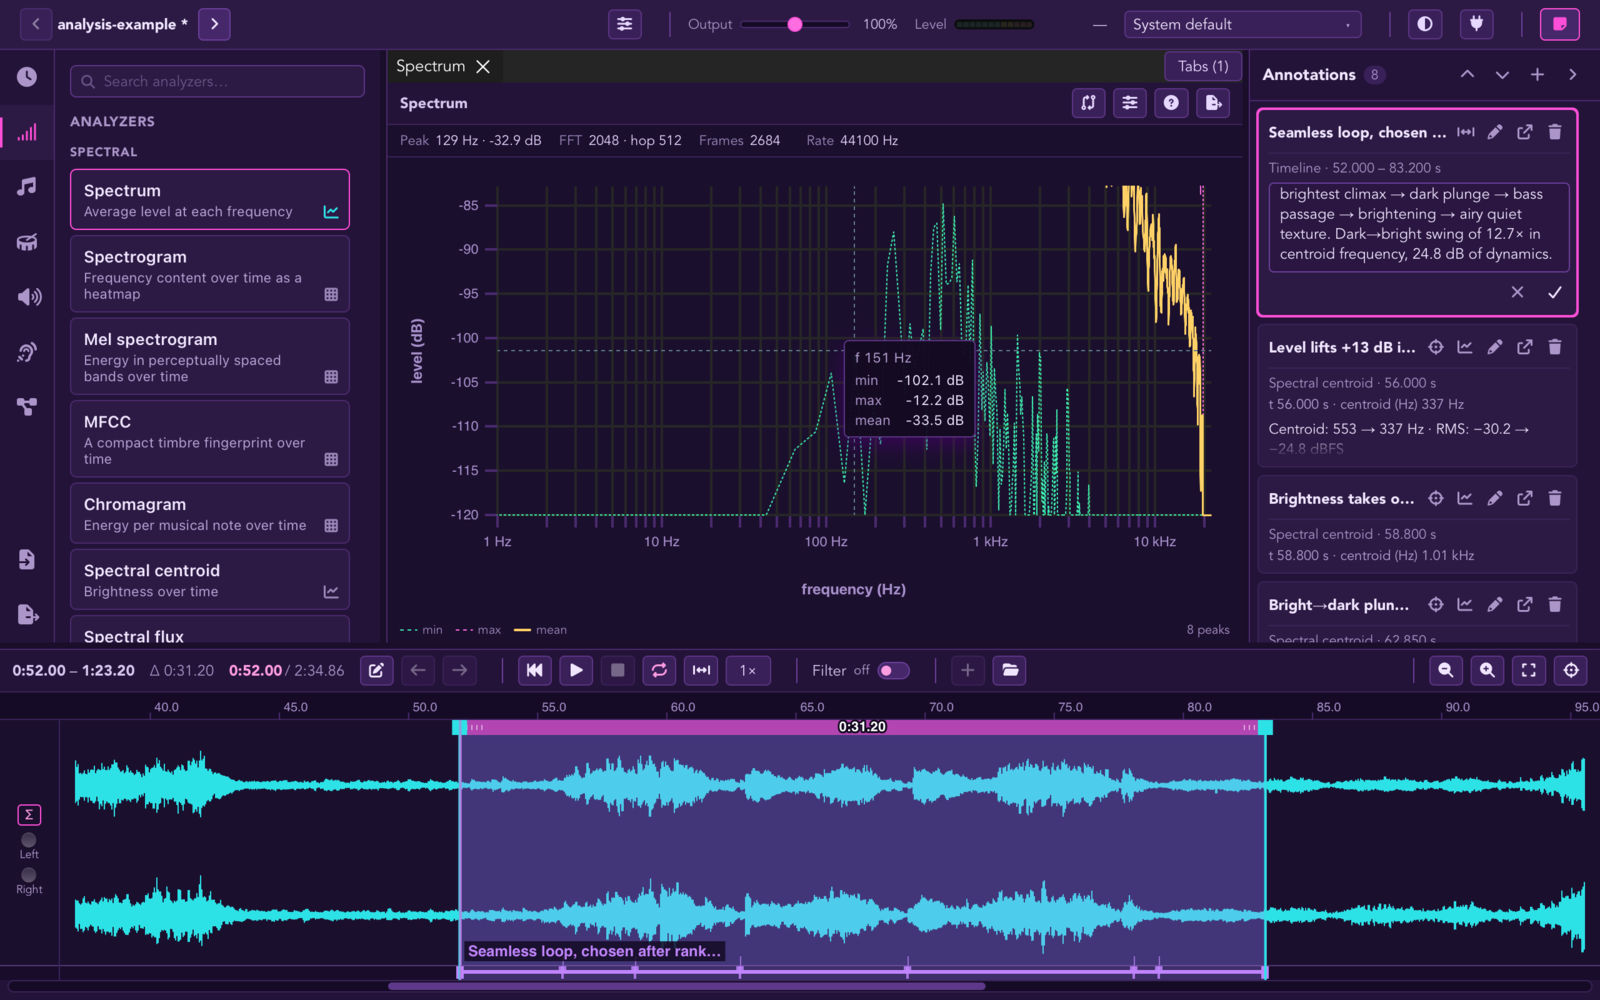 analysis-example *
Output 100% Level — System default
Search analyzers…
ANALYZERS
SPECTRAL
Spectrum
Average level at each frequency
Spectrogram
Frequency content over time as a
heatmap
Mel spectrogram
Energy in perceptually spaced
bands over time
MFCC
A compact timbre fingerprint over
time
Chromagram
Energy per musical note over time
Spectral centroid
Brightness over time
Spectral flux
Spectrum
Tabs (1)
Spectrum
Peak 129 Hz · -32.9 dB FFT 2048 · hop 512 Frames 2684 Rate 44100 Hz
level (dB)
-85
-90
-95
-100
-105
-110
-115
-120
1 Hz 10 Hz 100 Hz 1 kHz 10 kHz
frequency (Hz)
f 151 Hz
min -102.1 dB
max -12.2 dB
mean -33.5 dB
min max mean
8 peaks
Annotations 8
Seamless loop, chosen ...
Timeline · 52.000 – 83.200 s
brightest climax → dark plunge → bass
passage → brightening → airy quiet
texture. Dark→bright swing of 12.7× in
centroid frequency, 24.8 dB of dynamics.
Level lifts +13 dB i...
Spectral centroid · 56.000 s
t 56.000 s · centroid (Hz) 337 Hz
Centroid: 553 → 337 Hz · RMS: −30.2 →
−24.8 dBFS
Brightness takes o...
Spectral centroid · 58.800 s
t 58.800 s · centroid (Hz) 1.01 kHz
Bright→dark plun...
Spectral centroid · 62.850 s
0:52.00 – 1:23.20 Δ 0:31.20 0:52.00 / 2:34.86
1×
Filter off
40.0 45.0 50.0 55.0 60.0 65.0 70.0 75.0 80.0 85.0 90.0 95.0
0:31.20
Σ
Left
Right
Seamless loop, chosen after rank...